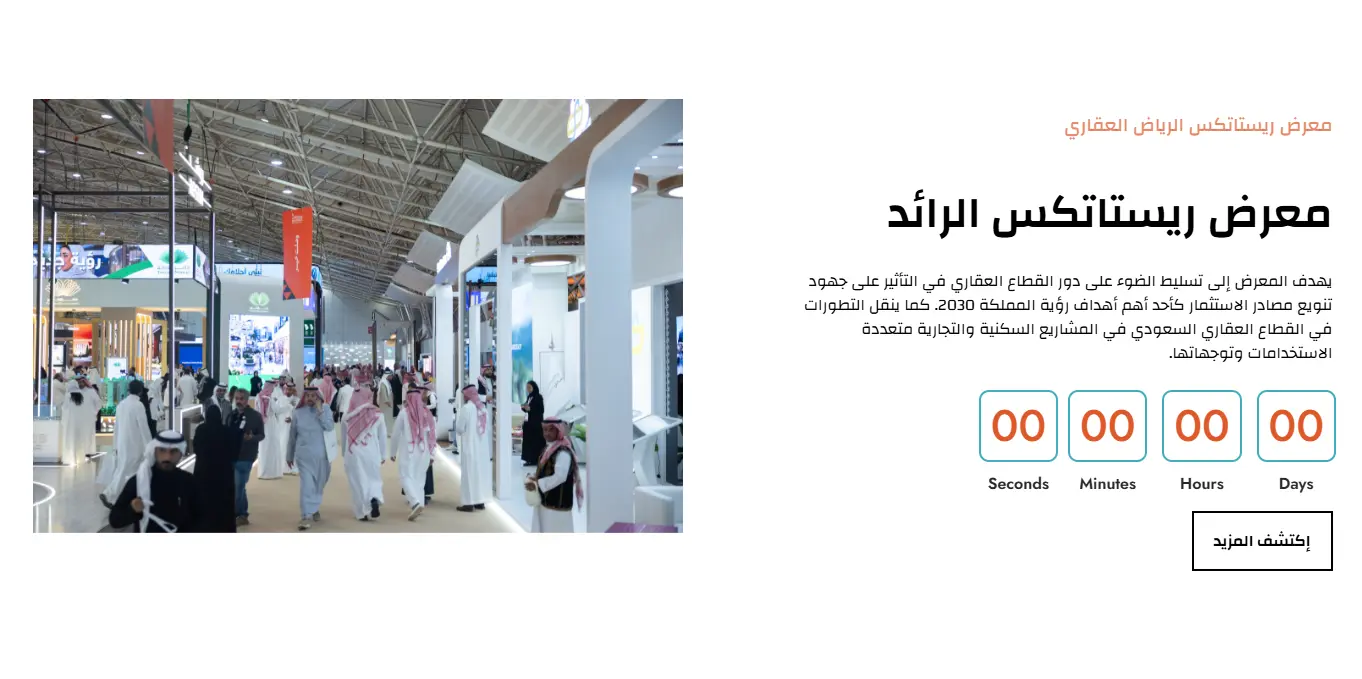 معرض ريستاتكس الرياض العقاري
معرض ريستاتكس الرائد
يهدف المعرض إلى تسليط الضوء على دور القطاع العقاري في التأثير على جهود
تنويع مصادر الاستثمار كأحد أهم أهداف رؤية المملكة 2030. كما ينقل التطورات
في القطاع العقاري السعودي في المشاريع السكنية والتجارية متعددة
الاستخدامات وتوجهاتها.
00 00 00 00
Days Hours Minutes Seconds
إكتشف المزيد
رؤية